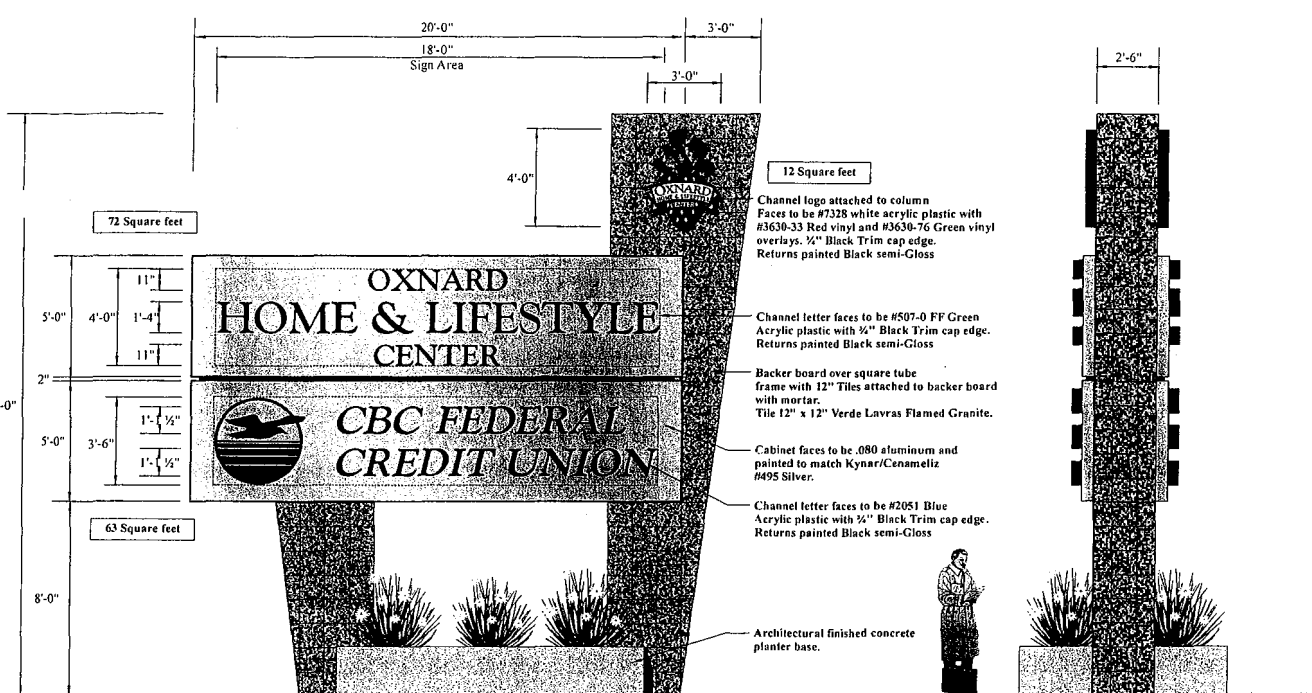 20'-0"
3'-0"
18'-0"
Sign Area
3'-0"
2'-6"
4'-0"
OXNARD
HOME & LIFESTYLE
CENTER
12 Square feet
Channel logo attached to column
Faces to be #7328 white acrylic plastic with
#3630-33 Red vinyl and #3630-76 Green vinyl
overlays. ¾" Black Trim cap edge.
Returns painted Black semi-Gloss
72 Square feet
11"
5'-0"
4'-0"
1'-4"
11"
OXNARD
HOME & LIFESTYLE
CENTER
Channel letter faces to be #507-0 FF Green
Acrylic plastic with ¾" Black Trim cap edge.
Returns painted Black semi-Gloss
2"
Backer board over square tube
frame with 12" Tiles attached to backer board
with mortar.
Tile 12" x 12" Verde Lavras Flamed Granite.
-0"
5'-0"
3'-6"
1'-1 ½"
1'-1 ½"
CBC FEDERAL
CREDIT UNION
Cabinet faces to be .080 aluminum and
painted to match Kynar/Cenameliz
#495 Silver.
Channel letter faces to be #2051 Blue
Acrylic plastic with ¾" Black Trim cap edge.
Returns painted Black semi-Gloss
63 Square feet
8'-0"
Architectural finished concrete
planter base.